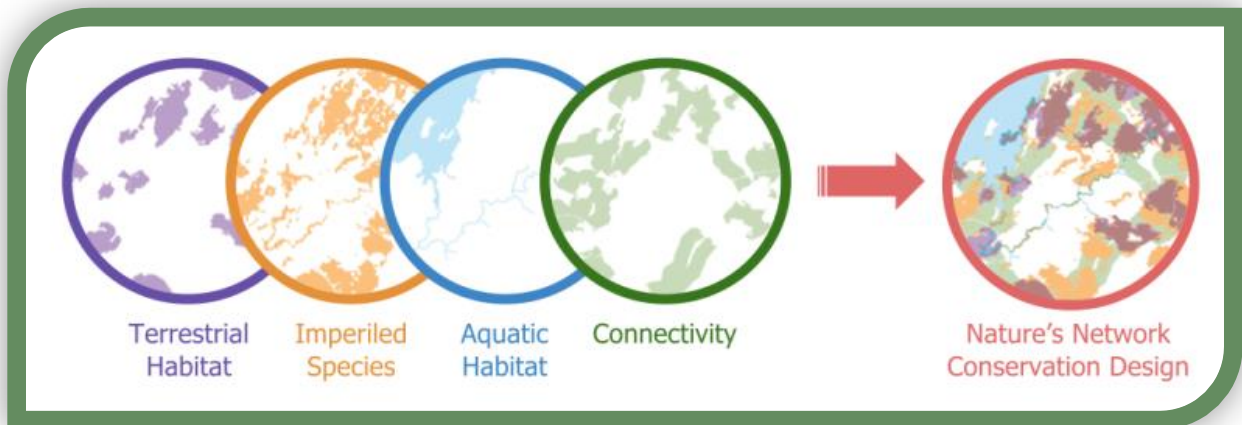 Terrestrial
Habitat
Imperiled
Species
Aquatic
Habitat
Connectivity
Nature's Network
Conservation Design